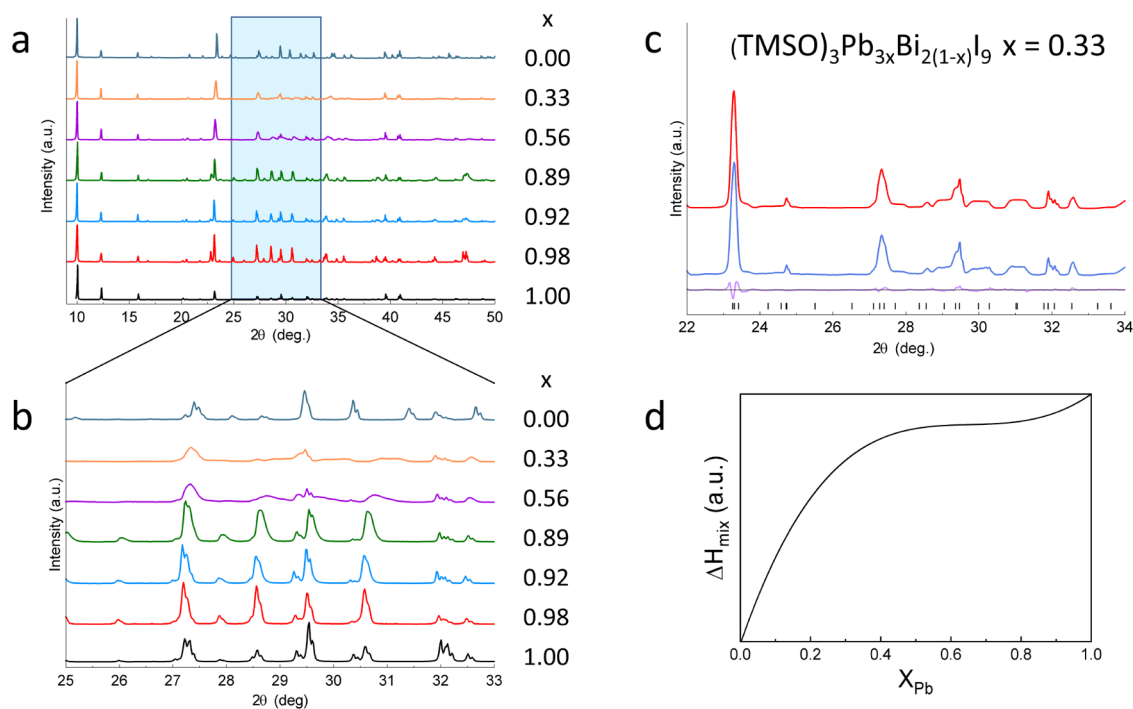 a
x
0.00
0.33
0.56
0.89
0.92
0.98
1.00
Intensity (a.u.)
10 15 20 25 30 35 40 45 50
2θ (deg.)
b
x
0.00
0.33
0.56
0.89
0.92
0.98
1.00
Intensity (a.u.)
25 26 27 28 29 30 31 32 33
2θ (deg)
c
(TMSO)₃Pb₃ₓBi₂₍₁₋ₓ₎I₉ x = 0.33
Intensity (a.u.)
22 24 26 28 30 32 34
2θ (deg.)
d
ΔHmix (a.u.)
0.0 0.2 0.4 0.6 0.8 1.0
XPb